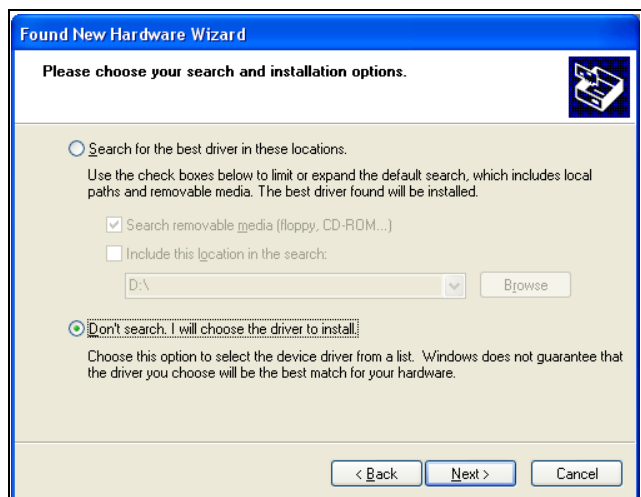 Found New Hardware Wizard
Please choose your search and installation options.
Search for the best driver in these locations.
Use the check boxes below to limit or expand the default search, which includes local
paths and removable media. The best driver found will be installed.
Search removable media (floppy, CD-ROM...)
Include this location in the search:
D:\
Browse
Don't search. I will choose the driver to install.
Choose this option to select the device driver from a list. Windows does not guarantee that
the driver you choose will be the best match for your hardware.
< Back
Next >
Cancel